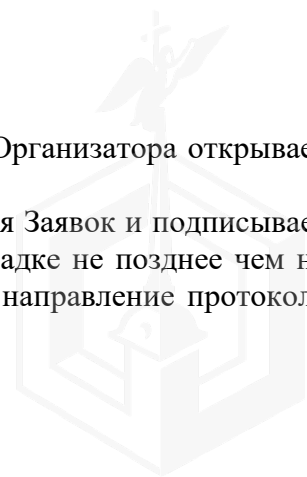 Организатора открывае
я Заявок и подписывае
адке не позднее чем н
направление протокол